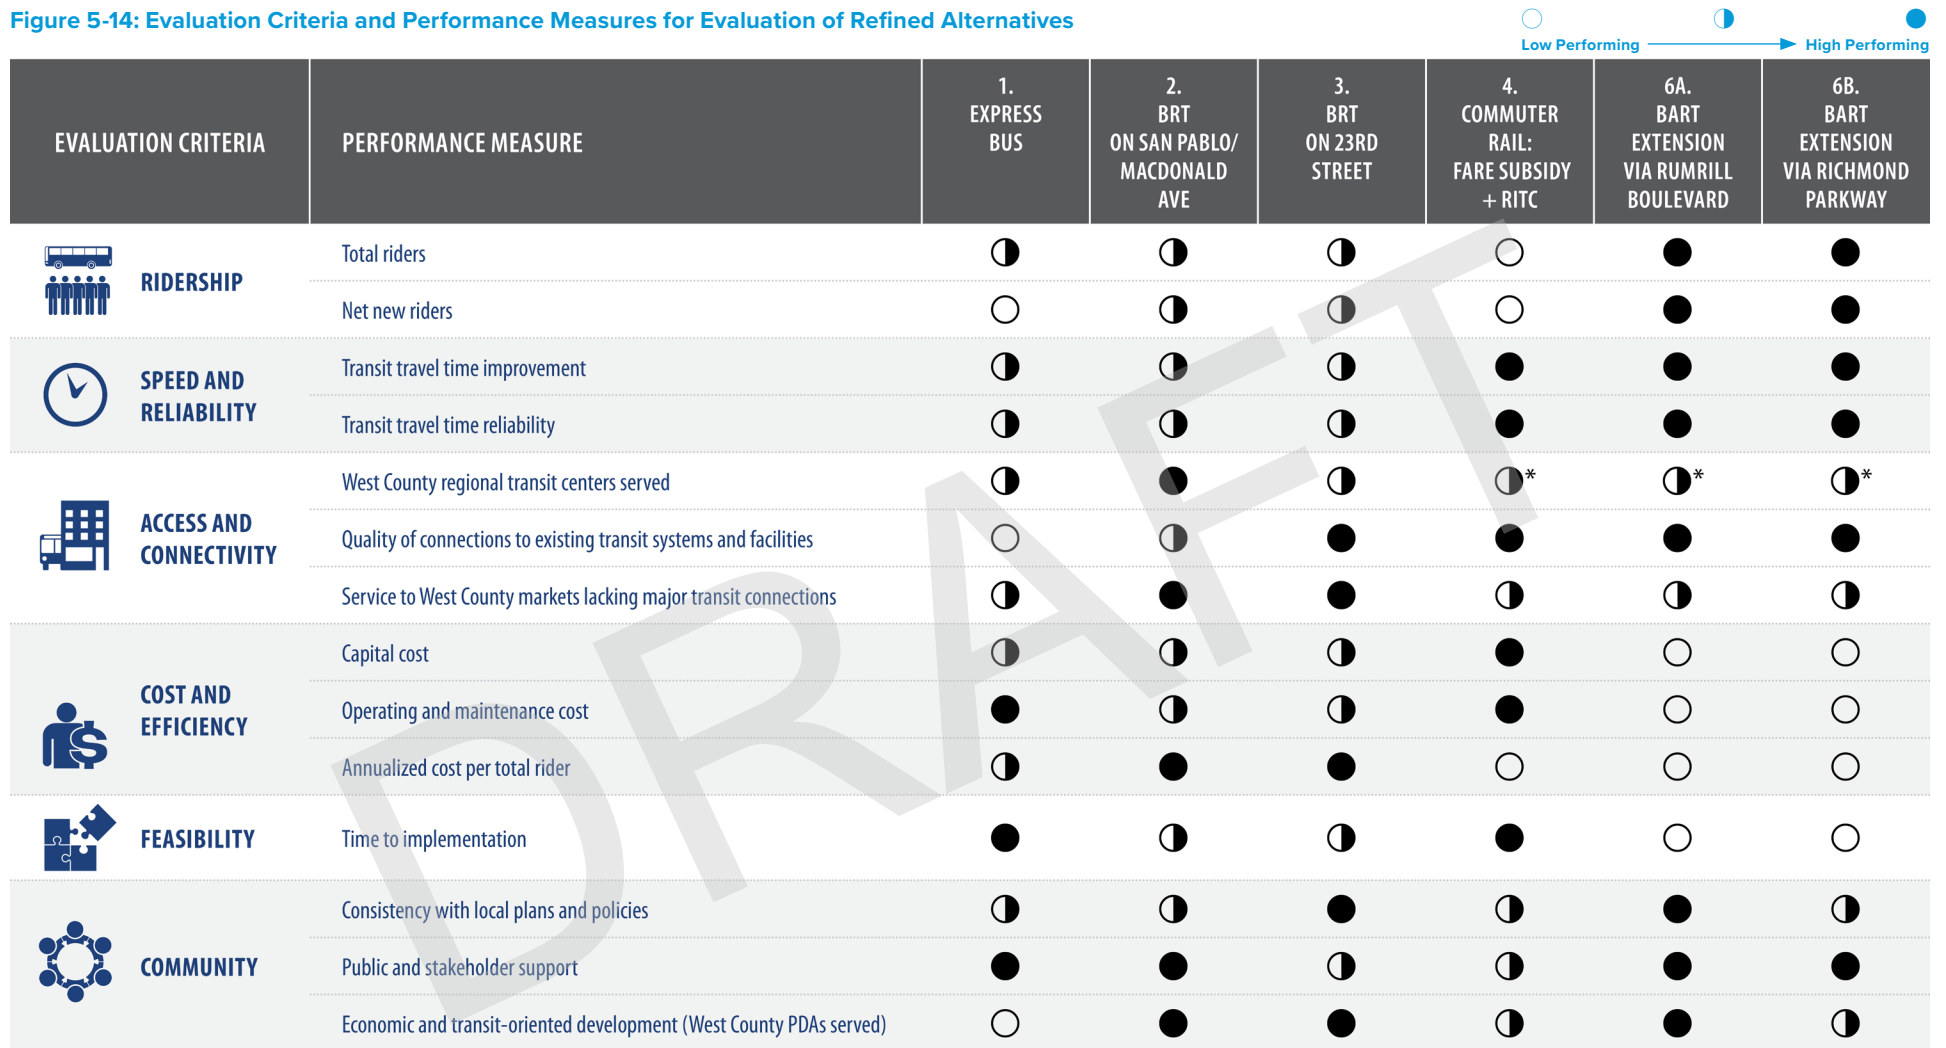 Figure 5-14: Evaluation Criteria and Performance Measures for Evaluation of Refined Alternatives
Low Performing
High Performing
EVALUATION CRITERIA
PERFORMANCE MEASURE
1.
EXPRESS
BUS
2.
BRT
ON SAN PABLO/
MACDONALD
AVE
3.
BRT
ON 23RD
STREET
4.
COMMUTER
RAIL:
FARE SUBSIDY
+ RITC
6A.
BART
EXTENSION
VIA RUMRILL
BOULEVARD
6B.
BART
EXTENSION
VIA RICHMOND
PARKWAY
RIDERSHIP
Total riders
Net new riders
SPEED AND
RELIABILITY
Transit travel time improvement
Transit travel time reliability
ACCESS AND
CONNECTIVITY
West County regional transit centers served
*
*
*
Quality of connections to existing transit systems and facilities
Service to West County markets lacking major transit connections
COST AND
EFFICIENCY
Capital cost
Operating and maintenance cost
Annualized cost per total rider
$
FEASIBILITY
Time to implementation
COMMUNITY
Consistency with local plans and policies
Public and stakeholder support
Economic and transit-oriented development (West County PDAs served)
DRAFT